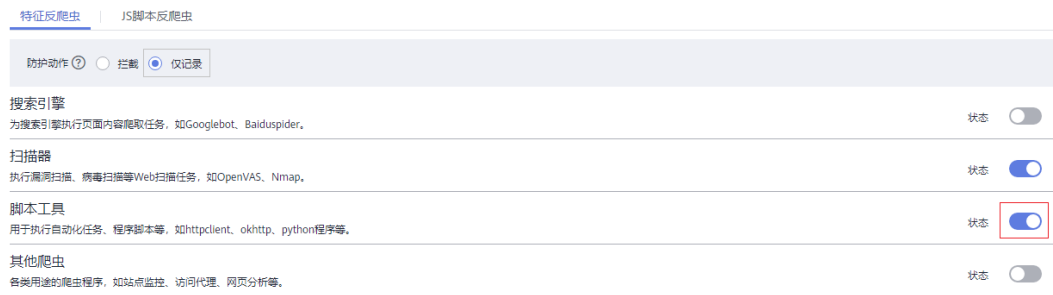 特征反爬虫 JS脚本反爬虫
防护动作 ? 拦截 仅记录
搜索引擎
为搜索引擎执行页面内容爬取任务，如Googlebot、Baiduspider。
状态
扫描器
执行漏洞扫描、病毒扫描等Web扫描任务，如OpenVAS、Nmap。
状态
脚本工具
用于执行自动化任务、程序脚本等，如httpclient、okhttp、python程序等。
状态
其他爬虫
各类用途的爬虫程序，如站点监控、访问代理、网页分析等。
状态